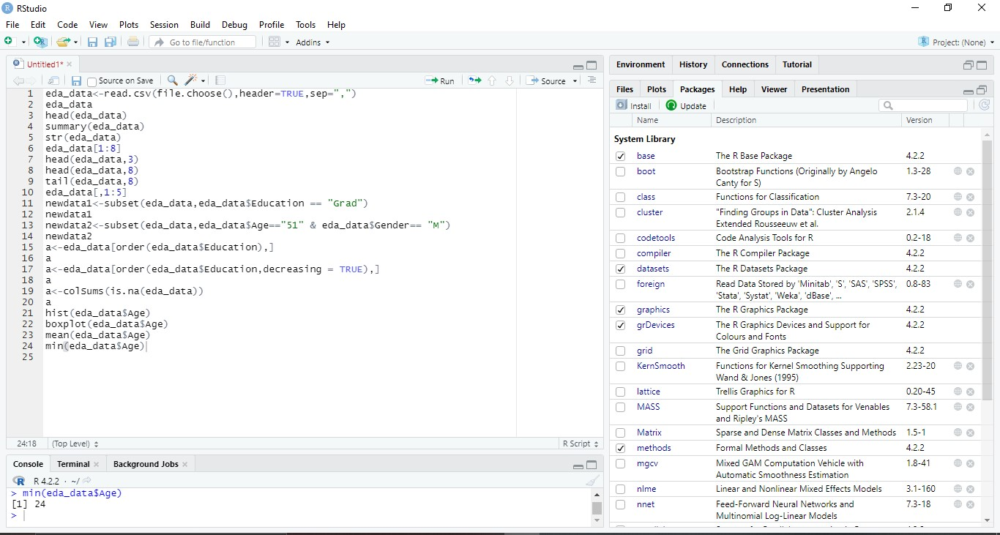 RStudio
File Edit Code View Plots Session Build Debug Profile Tools Help
Go to file/function Addins Project: (None)
Untitled1*
Source on Save Run Source
1 eda_data<-read.csv(file.choose(),header=TRUE,sep=",")
2 eda_data
3 head(eda_data)
4 summary(eda_data)
5 str(eda_data)
6 eda_data[1:8]
7 head(eda_data,3)
8 head(eda_data,8)
9 tail(eda_data,8)
10 eda_data[,1:5]
11 newdata1<-subset(eda_data,eda_data$Education == "Grad")
12 newdata1
13 newdata2<-subset(eda_data,eda_data$Age=="51" & eda_data$Gender== "M")
14 newdata2
15 a<-eda_data[order(eda_data$Education),]
16 a
17 a<-eda_data[order(eda_data$Education,decreasing = TRUE),]
18 a
19 a<-colSums(is.na(eda_data))
20 a
21 hist(eda_data$Age)
22 boxplot(eda_data$Age)
23 mean(eda_data$Age)
24 min(eda_data$Age)
25
24:18 (Top Level) R Script
Console Terminal Background Jobs
R 4.2.2 · ~/
> min(eda_data$Age)
[1] 24
>
Environment History Connections Tutorial
Files Plots Packages Help Viewer Presentation
Install Update
Name Description Version
System Library
base The R Base Package 4.2.2
boot Bootstrap Functions (Originally by Angelo 1.3-28
Canty for S)
class Functions for Classification 7.3-20
cluster "Finding Groups in Data": Cluster Analysis 2.1.4
Extended Rousseeuw et al.
codetools Code Analysis Tools for R 0.2-18
compiler The R Compiler Package 4.2.2
datasets The R Datasets Package 4.2.2
foreign Read Data Stored by 'Minitab', 'S', 'SAS', 'SPSS', 0.8-83
'Stata', 'Systat', 'Weka', 'dBase', ...
graphics The R Graphics Package 4.2.2
grDevices The R Graphics Devices and Support for 4.2.2
Colours and Fonts
grid The Grid Graphics Package 4.2.2
KernSmooth Functions for Kernel Smoothing Supporting 2.23-20
Wand & Jones (1995)
lattice Trellis Graphics for R 0.20-45
MASS Support Functions and Datasets for Venables 7.3-58.1
and Ripley's MASS
Matrix Sparse and Dense Matrix Classes and Methods 1.5-1
methods Formal Methods and Classes 4.2.2
mgcv Mixed GAM Computation Vehicle with 1.8-41
Automatic Smoothness Estimation
nlme Linear and Nonlinear Mixed Effects Models 3.1-160
nnet Feed-Forward Neural Networks and 7.3-18
Multinomial Log-Linear Models